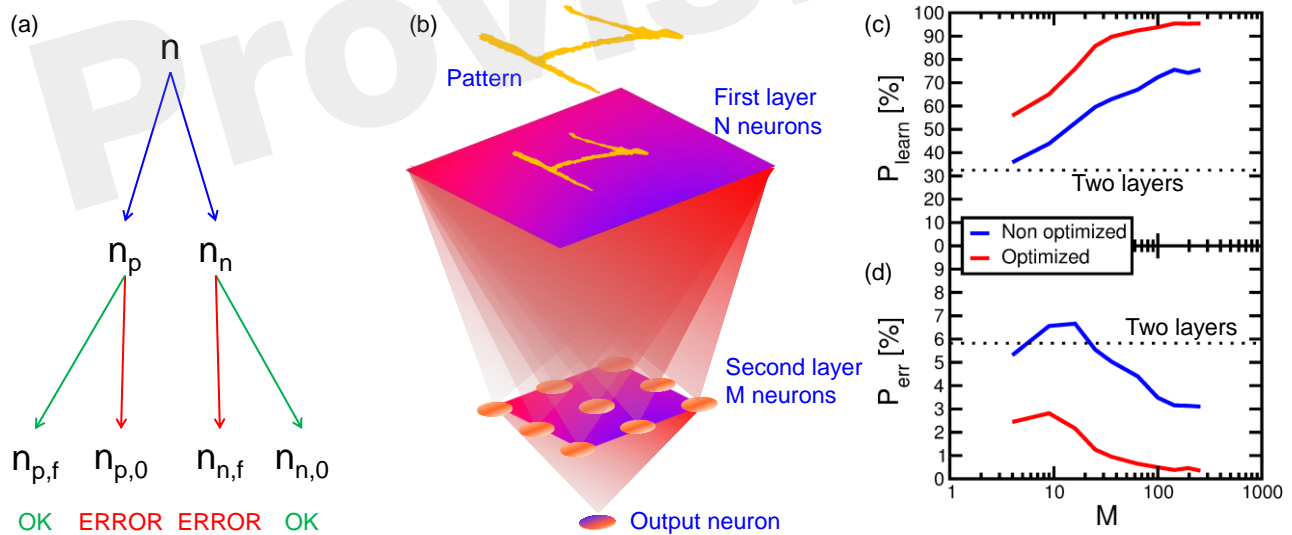 (a)
n
n_p
n_n
n_p,f
n_p,0
n_n,f
n_n,0
OK
ERROR
ERROR
OK
(b)
Pattern
First layer
N neurons
Second layer
M neurons
Output neuron
(c)
100
90
80
70
60
50
40
30
20
10
0
P_learn [%]
Two layers
Non optimized
Optimized
(d)
9
8
7
6
5
4
3
2
1
0
P_err [%]
Two layers
1
10
100
1000
M